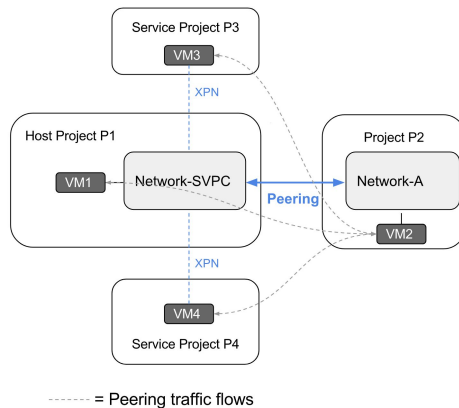 Service Project P3
VM3
XPN
Host Project P1
Project P2
VM1
Network-SVPC
Network-A
Peering
VM2
XPN
VM4
Service Project P4
= Peering traffic flows